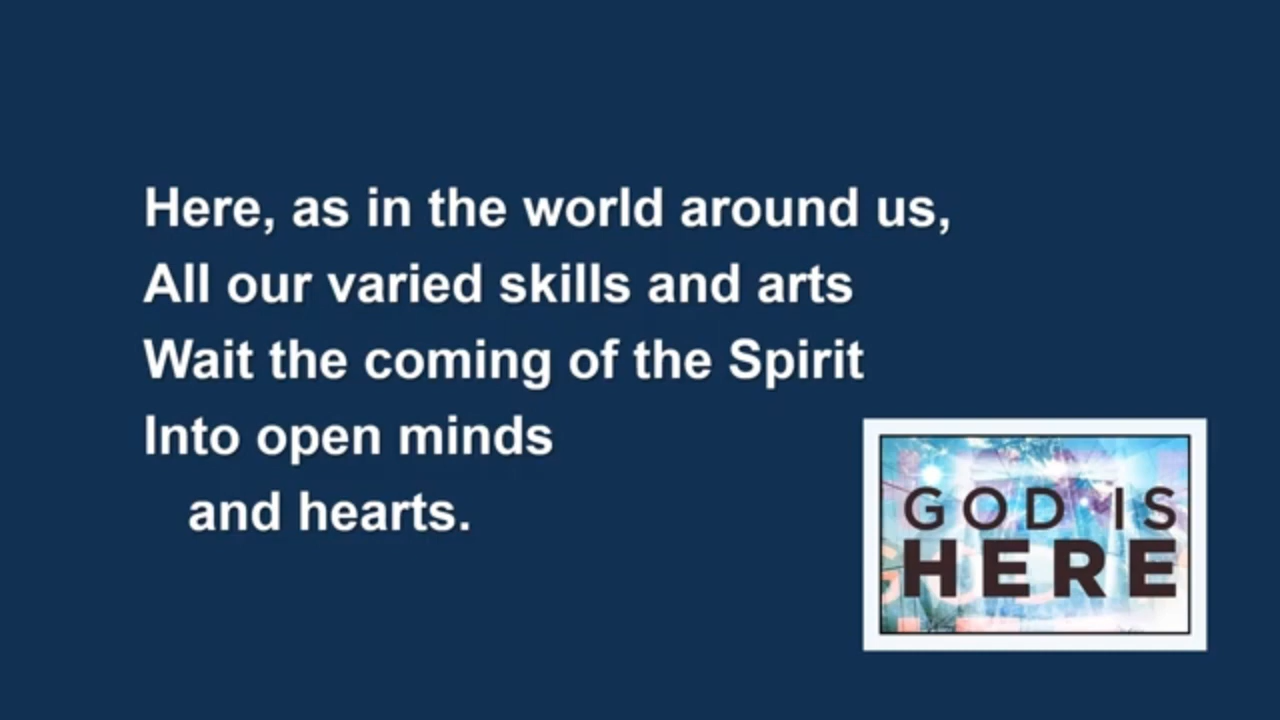 Here, as in the world around us,
All our varied skills and arts
Wait the coming of the Spirit
Into open minds
and hearts.
GOD IS
HERE